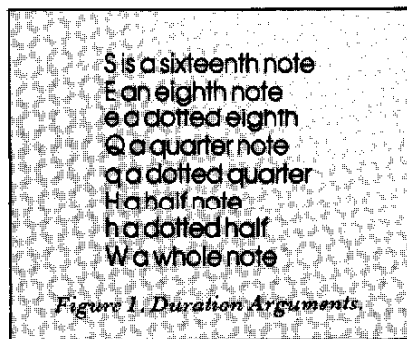 S is a sixteenth note
E an eighth note
e a dotted eighth
Q a quarter note
q a dotted quarter
H a half note
h a dotted half
W a whole note
Figure 1. Duration Arguments.